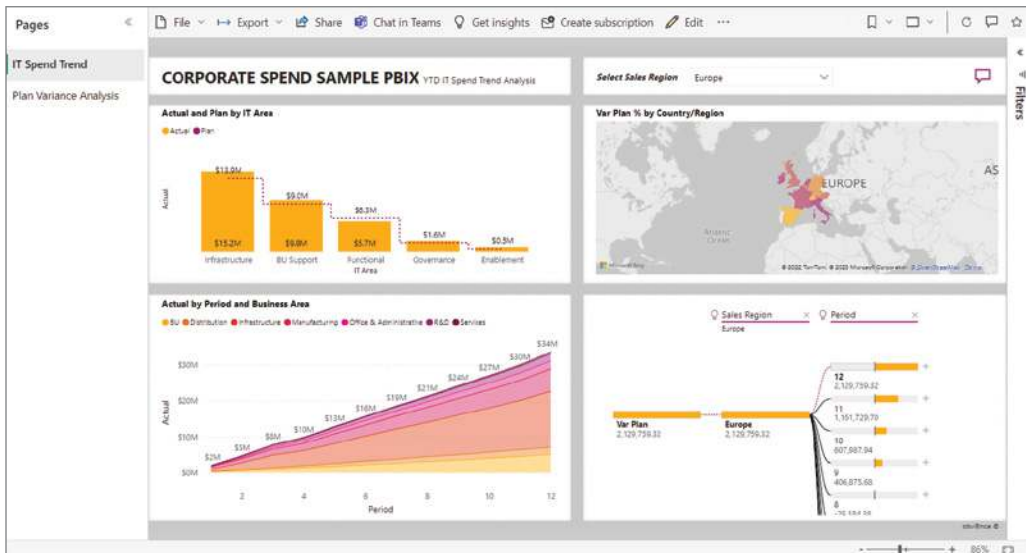 Pages
IT Spend Trend
Plan Variance Analysis
File
Export
Share
Chat in Teams
Get insights
Create subscription
Edit
Filters
CORPORATE SPEND SAMPLE PBIX YTD IT Spend Trend Analysis
Select Sales Region Europe
Actual and Plan by IT Area
Actual Plan
Actual
$13.9M
$9.0M
$6.3M
$1.6M
$0.5M
$15.2M
$9.8M
$5.7M
Infrastructure
BU Support
Functional
Governance
Enablement
IT Area
Var Plan % by Country/Region
EUROPE
AS
Atlantic
Ocean
Microsoft Bing
Actual by Period and Business Area
BU Distribution Infrastructure Manufacturing Office & Administrative R&D Services
Actual
$30M
$20M
$10M
$0M
$2M
$5M
$8M
$10M
$13M
$16M
$19M
$21M
$24M
$27M
$30M
$34M
2 4 6 8 10 12
Period
Sales Region
Europe
Period
Var Plan
2,129,759.32
Europe
2,129,759.32
12
2,129,759.32
11
1,151,729.70
10
607,987.94
9
406,875.68
8
obviEnce ©
86%